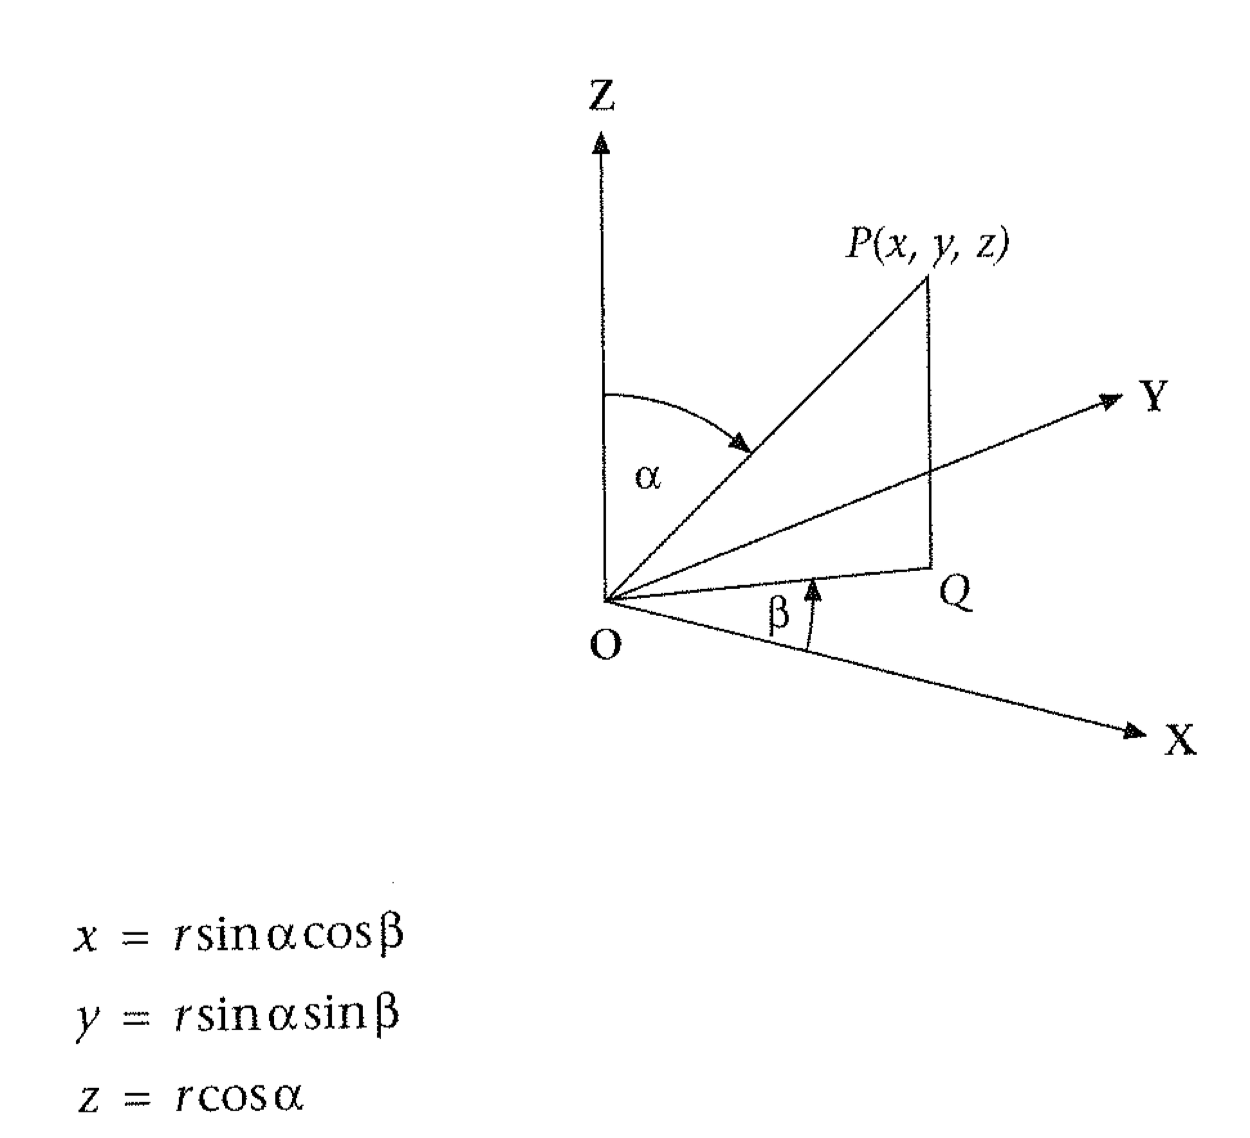 Z
P(x, y, z)
Y
α
Q
β
O
X
x = r sin α cos β
y = r sin α sin β
z = r cos α